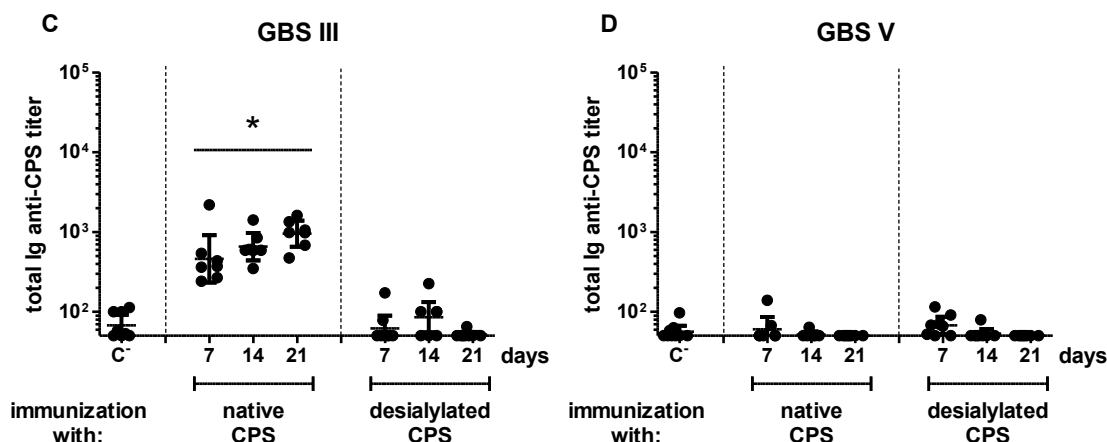 C GBS III
total Ig anti-CPS titer
10⁵
10⁴
10³
10²
*
C⁻ 7 14 21 7 14 21 days
immunization with: native CPS desialylated CPS
D GBS V
total Ig anti-CPS titer
10⁵
10⁴
10³
10²
C⁻ 7 14 21 7 14 21 days
immunization with: native CPS desialylated CPS